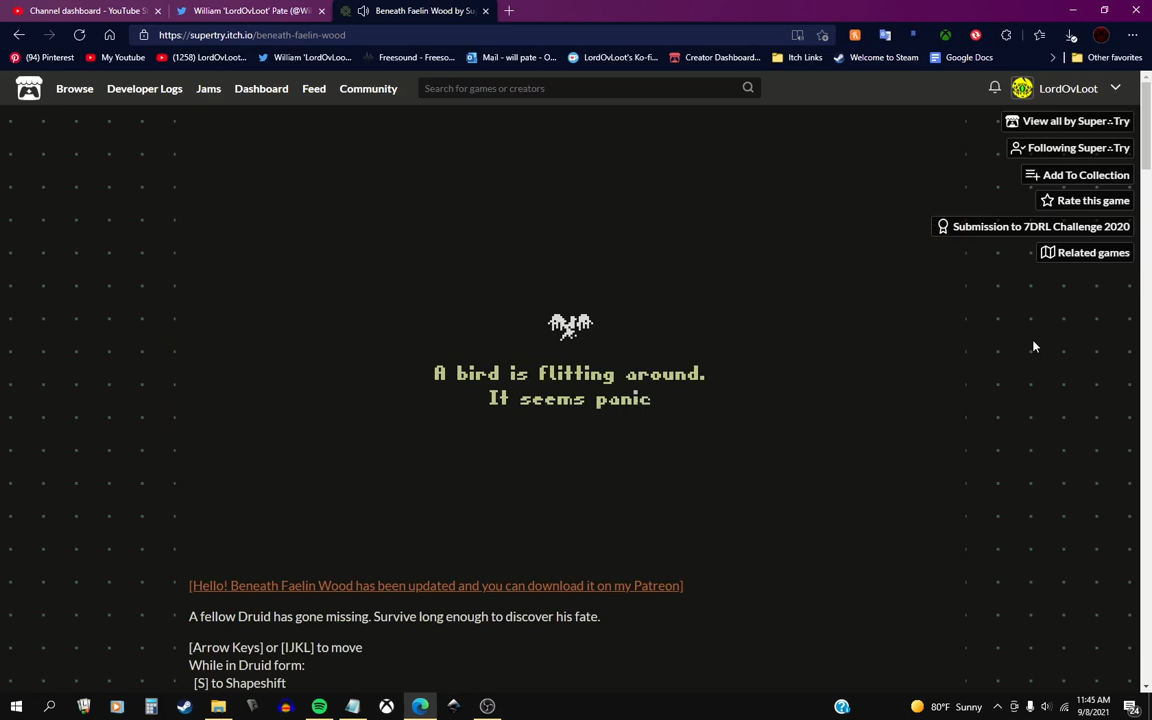 Channel dashboard - YouTube S
William 'LordOvLoot' Pate (@Wi
Beneath Faelin Wood by Su
https://supertry.itch.io/beneath-faelin-wood
(94) Pinterest
My Youtube
(1258) LordOvLoot...
William 'LordOvLoo...
Freesound - Freeso...
Mail - will pate - O...
LordOvLoot's Ko-fi...
Creator Dashboard...
Itch Links
Welcome to Steam
Google Docs
Other favorites
Browse
Developer Logs
Jams
Dashboard
Feed
Community
Search for games or creators
LordOvLoot
View all by Super∴Try
Following Super∴Try
Add To Collection
Rate this game
Submission to 7DRL Challenge 2020
Related games
A bird is flitting around.
It seems panic
[Hello! Beneath Faelin Wood has been updated and you can download it on my Patreon]
A fellow Druid has gone missing. Survive long enough to discover his fate.
[Arrow Keys] or [IJKL] to move
While in Druid form:
[S] to Shapeshift
80°F Sunny
11:45 AM
9/8/2021
24